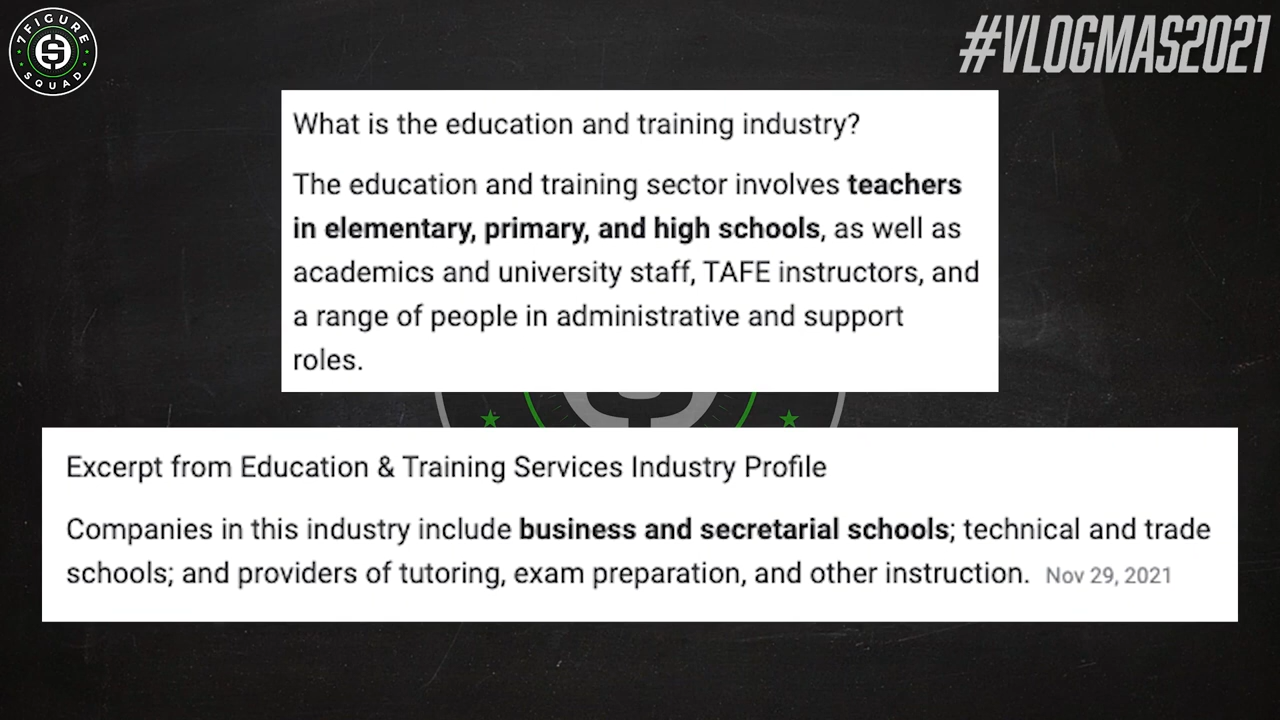 7 FIGURE
SQUAD
#VLOGMAS2021
What is the education and training industry?
The education and training sector involves teachers
in elementary, primary, and high schools, as well as
academics and university staff, TAFE instructors, and
a range of people in administrative and support
roles.
Excerpt from Education & Training Services Industry Profile
Companies in this industry include business and secretarial schools; technical and trade
schools; and providers of tutoring, exam preparation, and other instruction. Nov 29, 2021